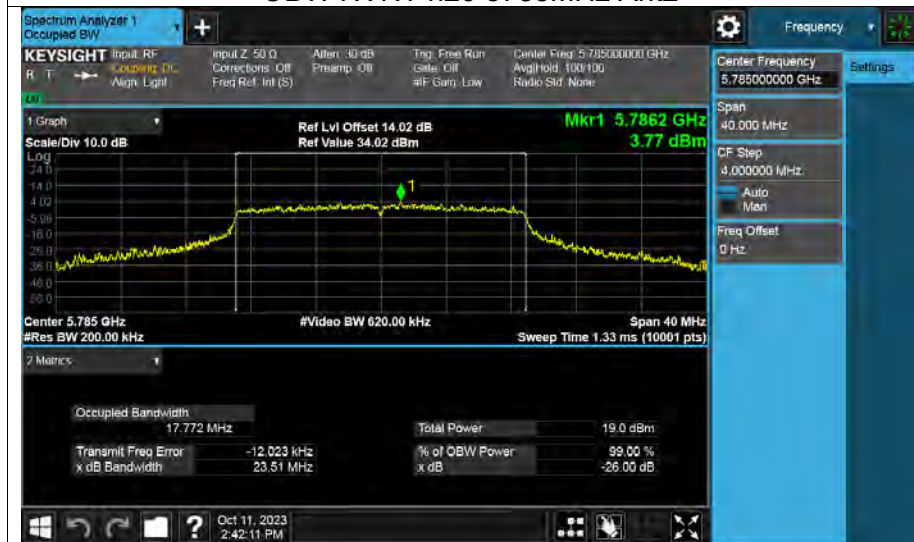 Spectrum Analyzer 1
Occupied BW
+
Frequency
KEYSIGHT Input: RF
Coupling: DC
Align: Light
R T
Input Z: 50 Ω
Corrections: Off
Freq Ref: Int (S)
Atten: 30 dB
Preamp: Off
Trig: Free Run
Gate: Off
#IF Gain: Low
Center Freq: 5.785000000 GHz
Avg|Hold: 100/100
Radio Std: None
Center Frequency
5.785000000 GHz
Settings
Span
40.000 MHz
CF Step
4.000000 MHz
Auto
Man
Freq Offset
0 Hz
1 Graph
Scale/Div 10.0 dB
Ref Lvl Offset 14.02 dB
Ref Value 34.02 dBm
Mkr1 5.7862 GHz
3.77 dBm
Log
24.0
14.0
4.02
-5.98
-16.0
-26.0
-36.0
-46.0
-56.0
1
Center 5.785 GHz
#Res BW 200.00 kHz
#Video BW 620.00 kHz
Span 40 MHz
Sweep Time 1.33 ms (10001 pts)
2 Metrics
Occupied Bandwidth
17.772 MHz
Total Power 19.0 dBm
Transmit Freq Error -12.023 kHz
% of OBW Power 99.00 %
x dB Bandwidth 23.51 MHz
x dB -26.00 dB
?
Oct 11, 2023
2:42:11 PM